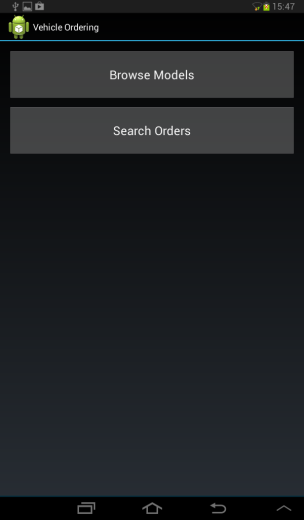 15:47
Vehicle Ordering
Browse Models
Search Orders